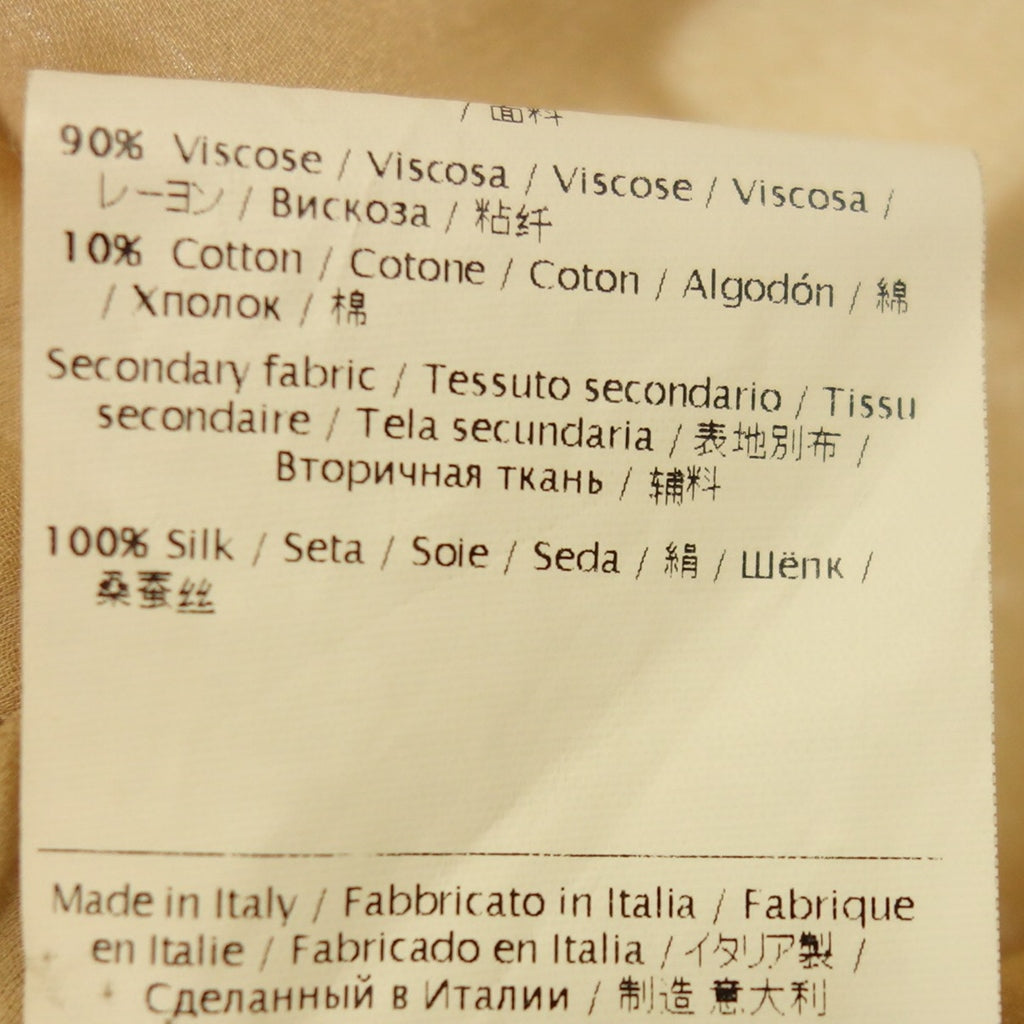 / 面料
90% Viscose / Viscosa / Viscose / Viscosa /
レーヨン / Вискоза / 粘纤
10% Cotton / Cotone / Coton / Algodón / 綿
/ Хполок / 棉
Secondary fabric / Tessuto secondario / Tissu
secondaire / Tela secundaria / 表地別布 /
Вторичная ткань / 辅料
100% Silk / Seta / Soie / Seda / 絹 / Шёлк /
桑蚕丝
Made in Italy / Fabbricato in Italia / Fabrique
en Italie / Fabricado en Italia / イタリア製 /
Сделанный в Италии / 制造 意大利